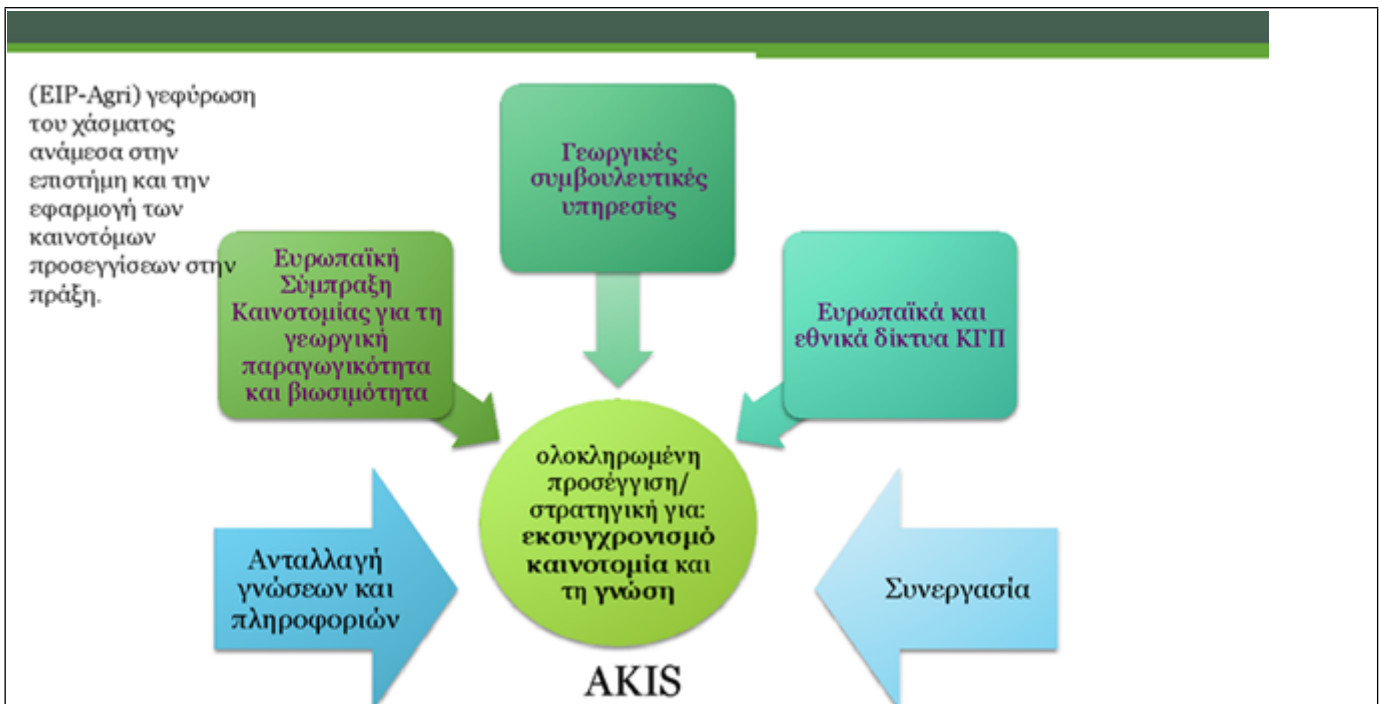 (EIP-Agri) γεφύρωση
του χάσματος
ανάμεσα στην
επιστήμη και την
εφαρμογή των
καινοτόμων
προσεγγίσεων στην
πράξη.
Γεωργικές
συμβουλευτικές
υπηρεσίες
Ευρωπαϊκή
Σύμπραξη
Καινοτομίας για τη
γεωργική
παραγωγικότητα
και βιωσιμότητα
Ευρωπαϊκά και
εθνικά δίκτυα ΚΓΠ
ολοκληρωμένη
προσέγγιση/
στρατηγική για:
εκσυγχρονισμό
καινοτομία και
τη γνώση
Ανταλλαγή
γνώσεων και
πληροφοριών
Συνεργασία
AKIS